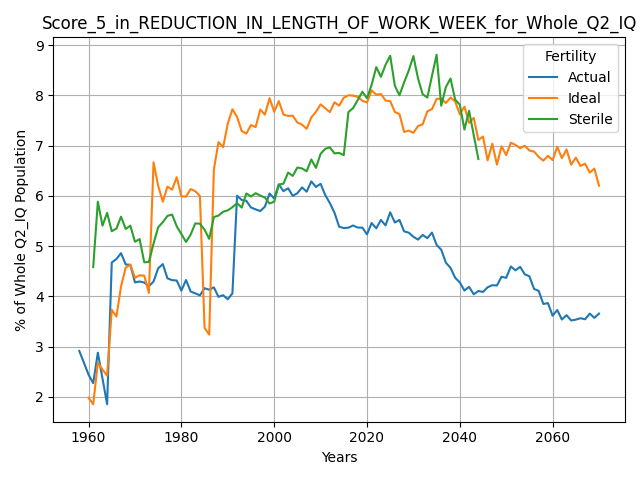 Score_5_in_REDUCTION_IN_LENGTH_OF_WORK_WEEK_for_Whole_Q2_IQ
9
8
7
6
5
4
3
2
% of Whole Q2_IQ Population
Fertility
Actual
Ideal
Sterile
1960 1980 2000 2020 2040 2060
Years